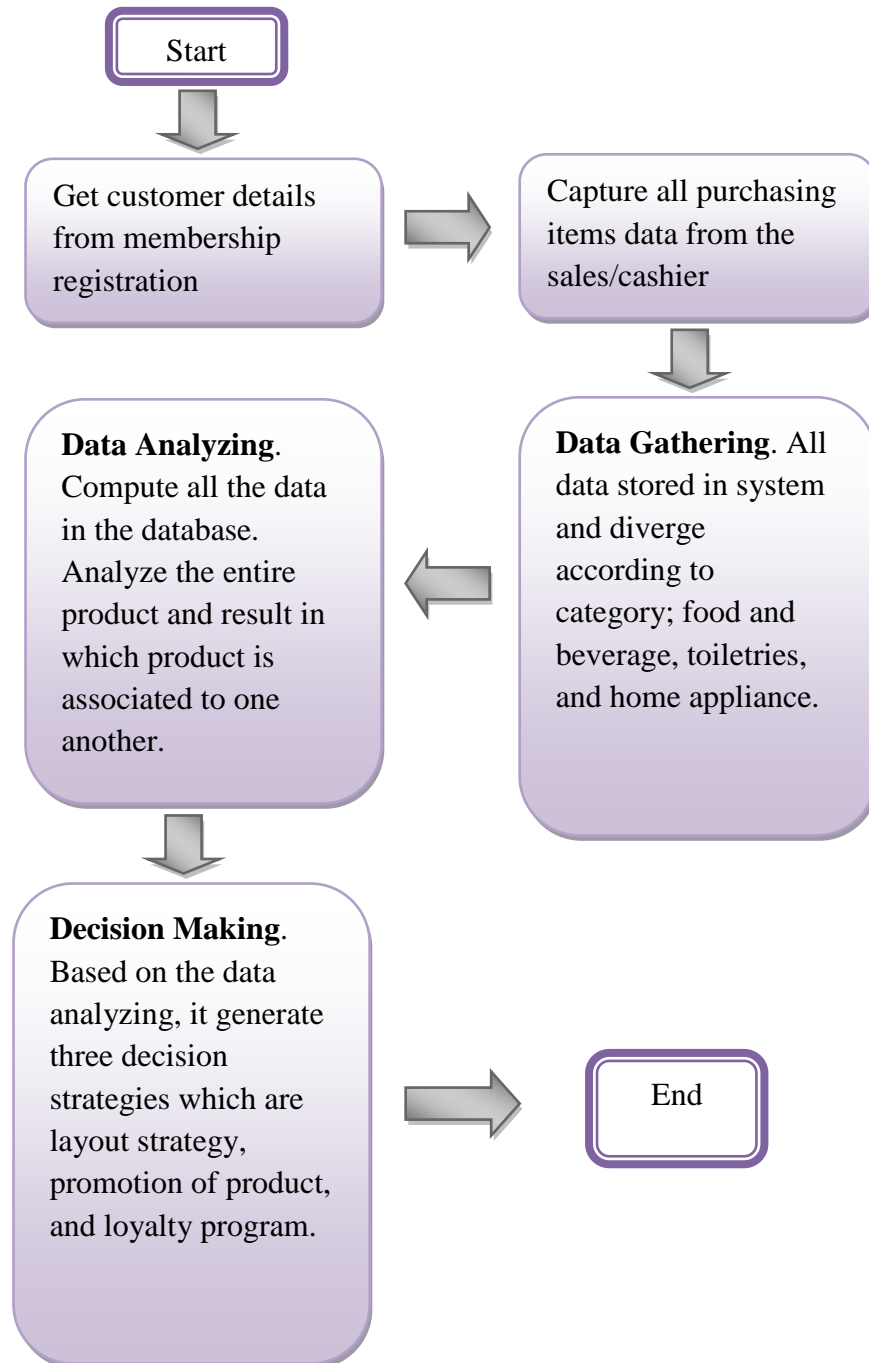 Start
Get customer details
from membership
registration
Capture all purchasing
items data from the
sales/cashier
Data Gathering. All
data stored in system
and diverge
according to
category; food and
beverage, toiletries,
and home appliance.
Data Analyzing.
Compute all the data
in the database.
Analyze the entire
product and result in
which product is
associated to one
another.
Decision Making.
Based on the data
analyzing, it generate
three decision
strategies which are
layout strategy,
promotion of product,
and loyalty program.
End